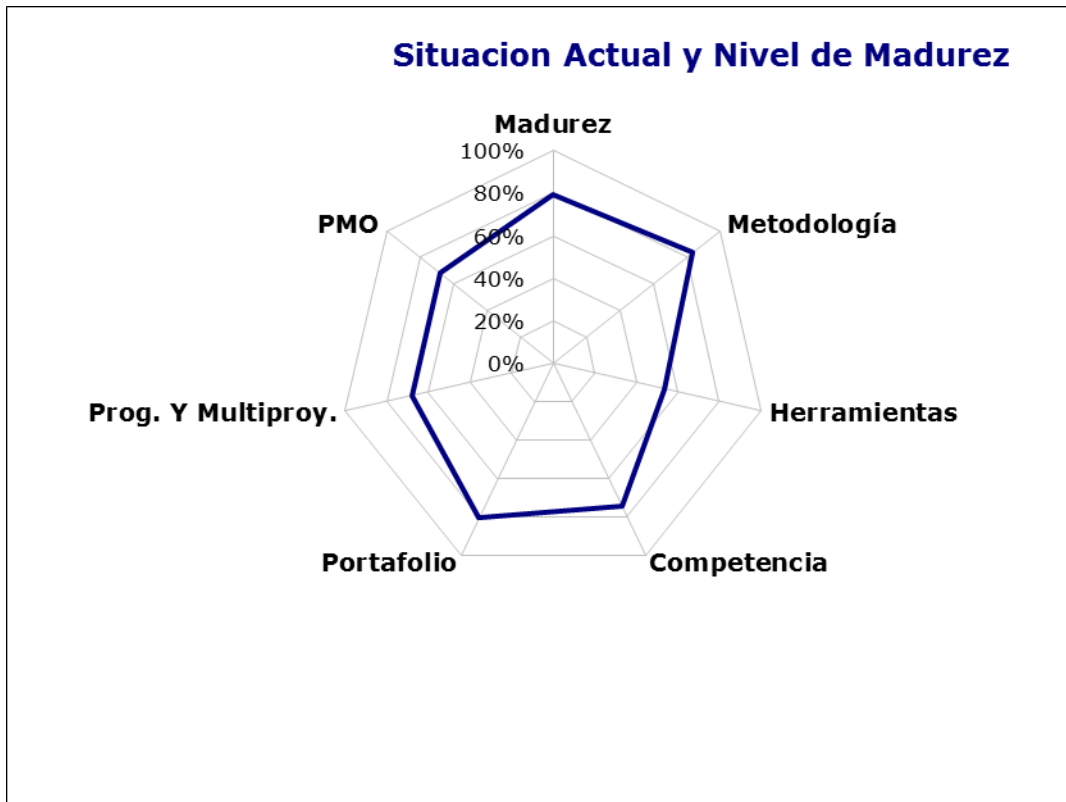 Situacion Actual y Nivel de Madurez
Madurez
100%
80%
60%
40%
20%
0%
PMO
Metodología
Prog. Y Multiproy.
Herramientas
Portafolio
Competencia